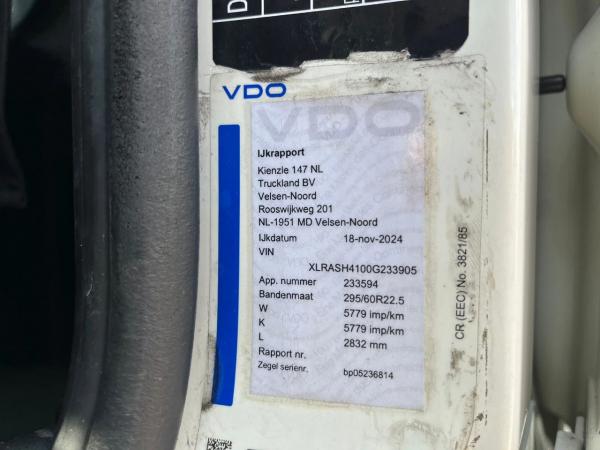 VDO
VDO
IJkrapport
Kienzle 147 NL
Truckland BV
Velsen-Noord
Rooswijkweg 201
NL-1951 MD Velsen-Noord
IJkdatum 18-nov-2024
VIN
XLRASH4100G233905
App. nummer 233594
Bandenmaat 295/60R22.5
W 5779 imp/km
K 5779 imp/km
L 2832 mm
Rapport nr.
Zegel serienr. bp05236814
CR (EEC) No. 3821/85